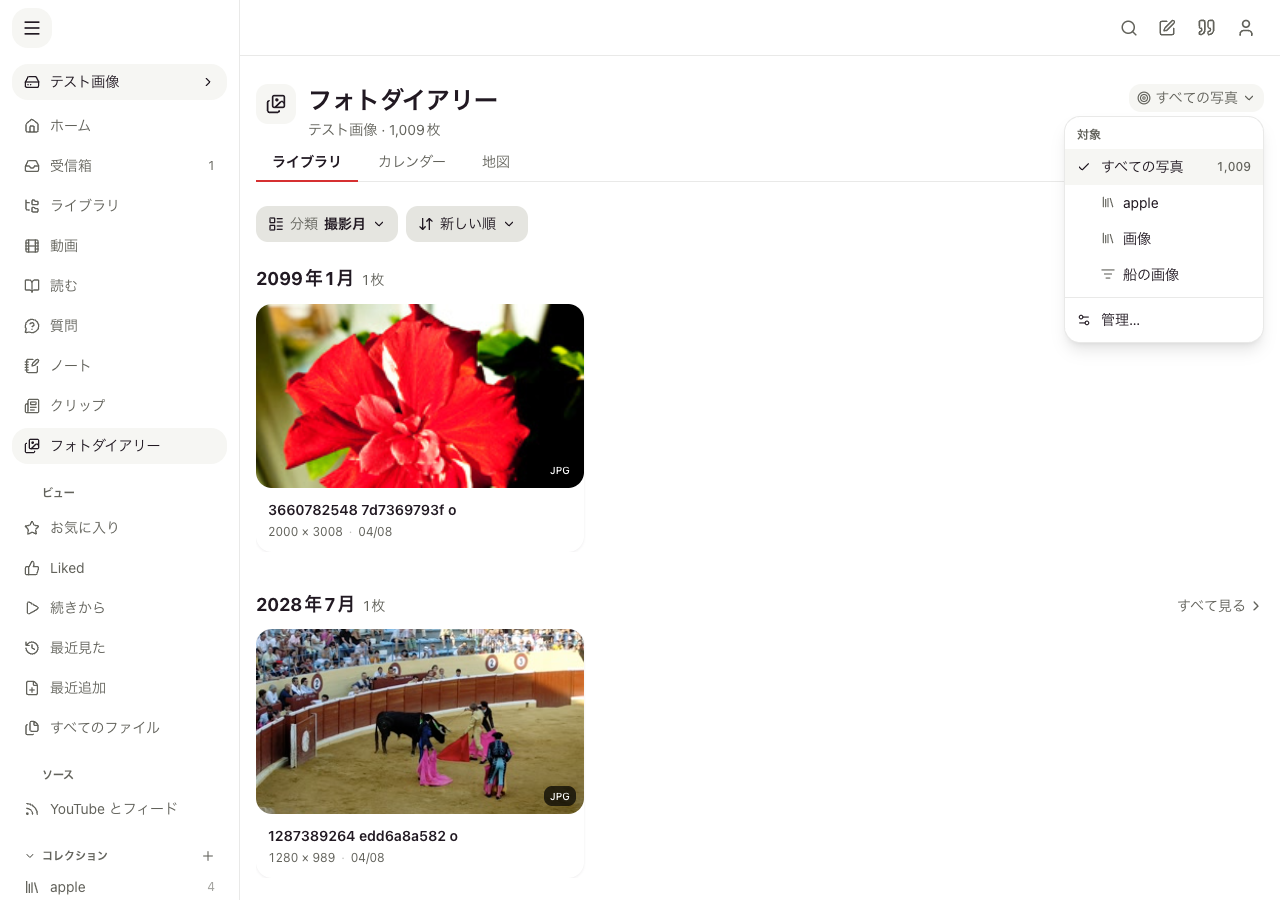 テスト画像
ホーム
受信箱 1
ライブラリ
動画
読む
質問
ノート
クリップ
フォトダイアリー
ビュー
お気に入り
Liked
続きから
最近見た
最近追加
すべてのファイル
ソース
YouTube とフィード
コレクション
apple 4
フォトダイアリー
テスト画像 · 1,009枚
すべての写真
ライブラリ カレンダー 地図
対象
すべての写真 1,009
apple
画像
船の画像
管理...
分類 撮影月 新しい順
2099年1月 1枚
JPG
3660782548 7d7369793f o
2000 × 3008 · 04/08
2028年7月 1枚 すべて見る
JPG
1287389264 edd6a8a582 o
1280 × 989 · 04/08